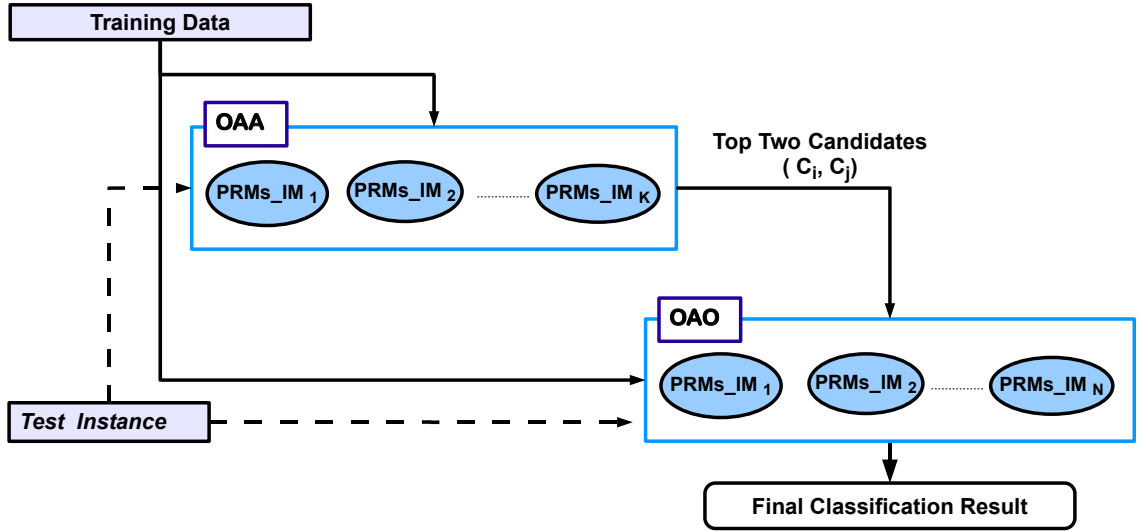 Training Data
OAA
PRMs_IM 1
PRMs_IM 2
........
PRMs_IM K
Top Two Candidates
( Ci, Cj)
OAO
PRMs_IM 1
PRMs_IM 2
........
PRMs_IM N
Test Instance
Final Classification Result